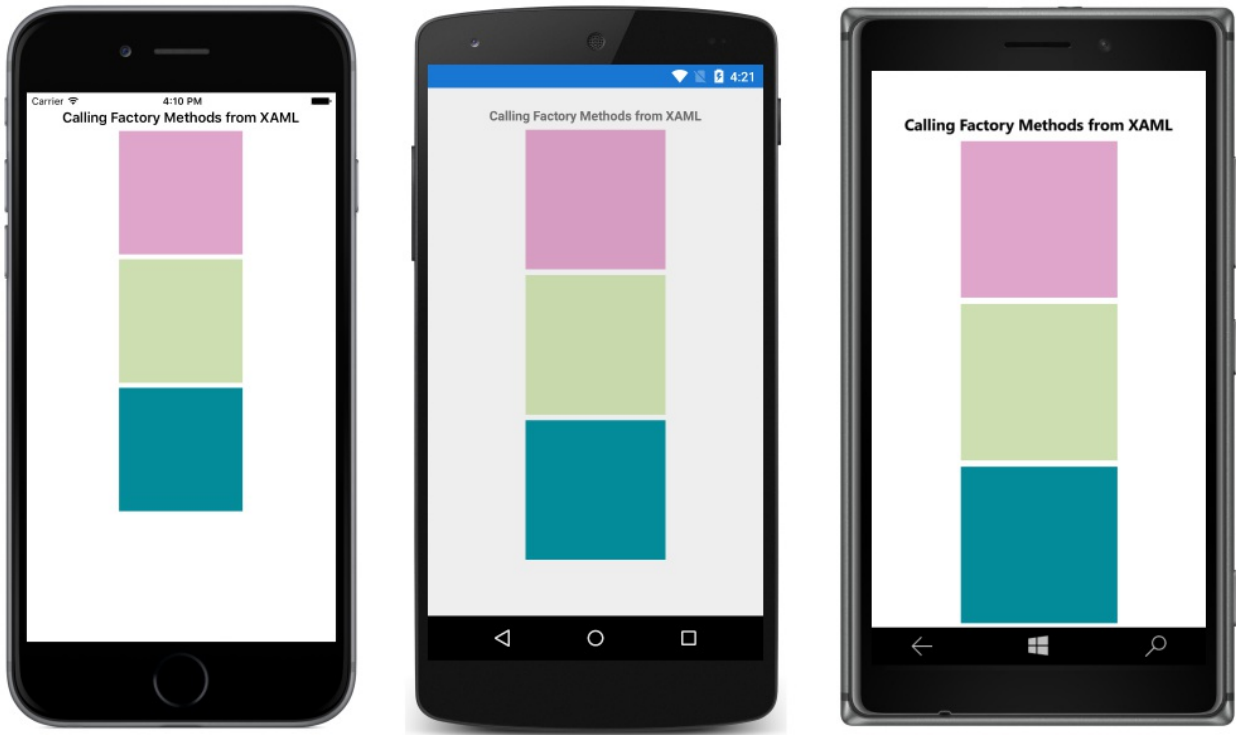 Carrier
4:10 PM
Calling Factory Methods from XAML
4:21
Calling Factory Methods from XAML
Calling Factory Methods from XAML